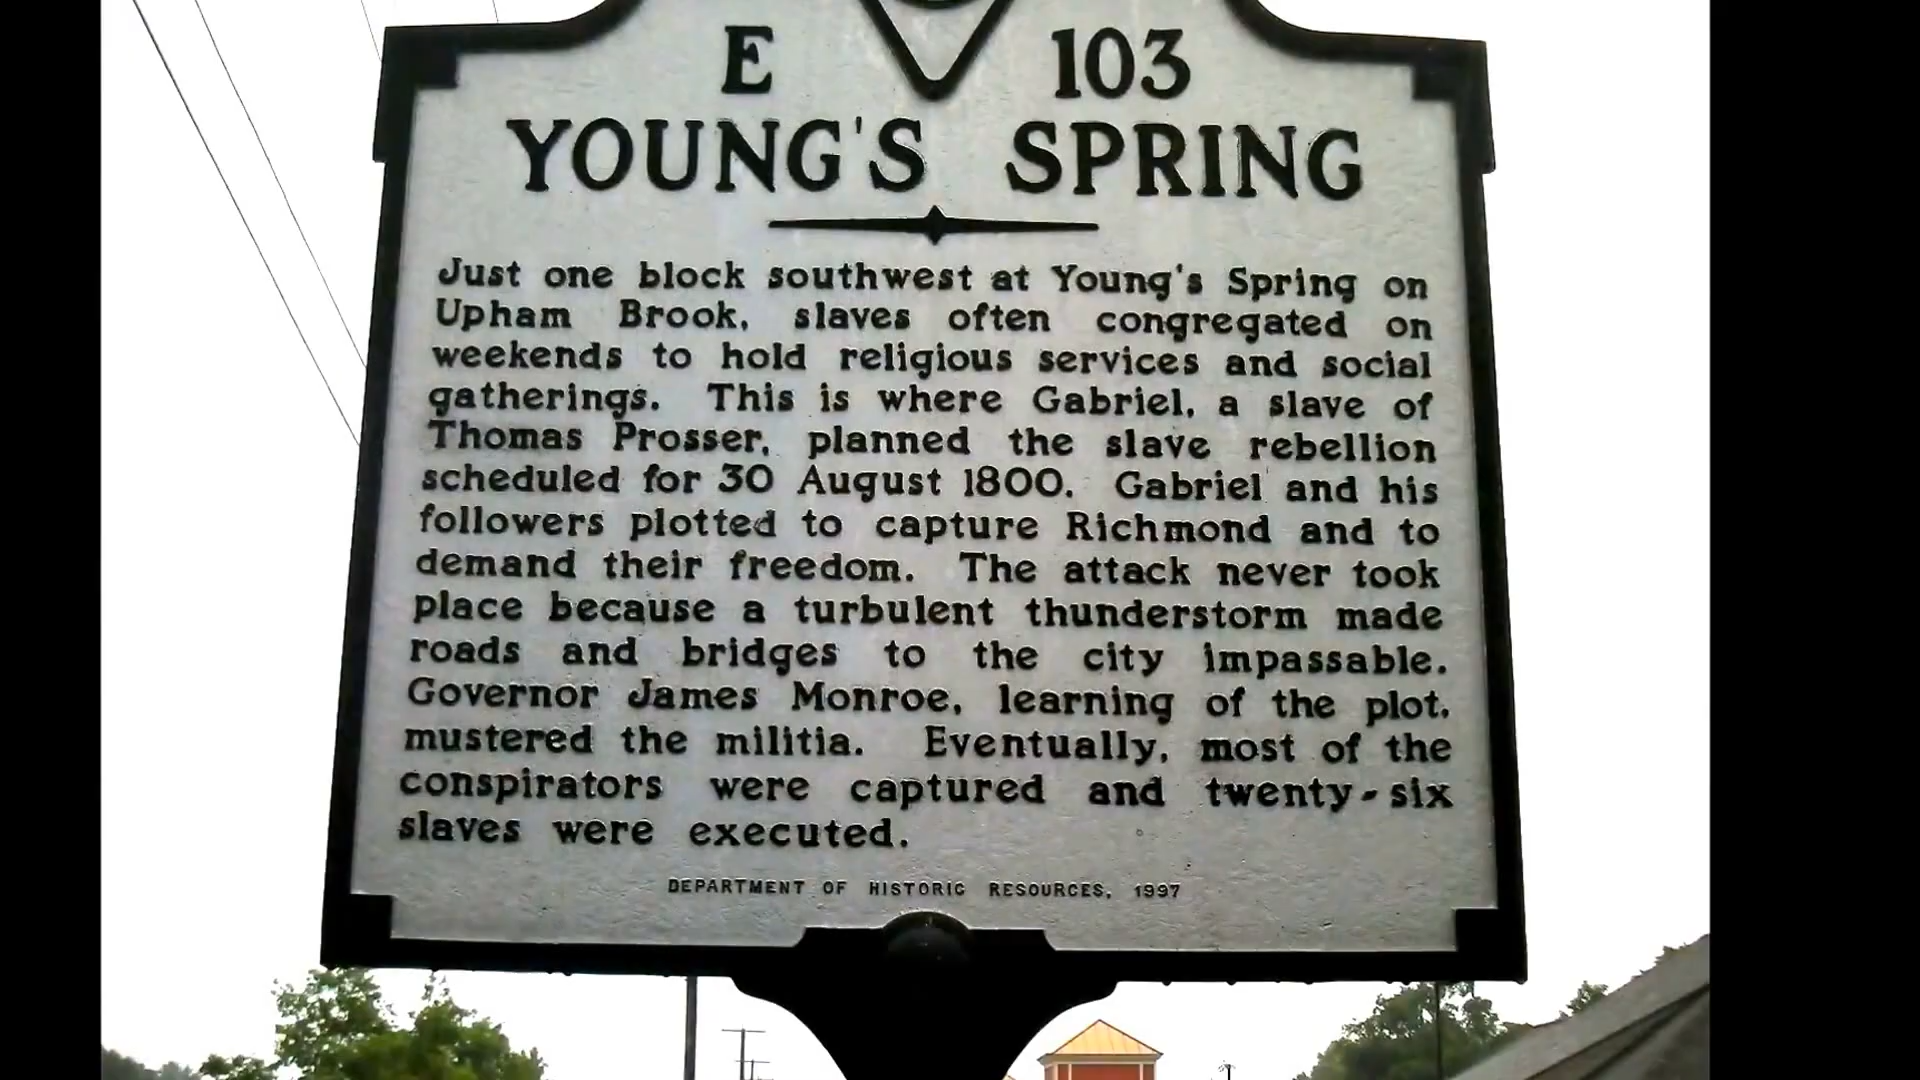 E 103
YOUNG'S SPRING
Just one block southwest at Young's Spring on
Upham Brook, slaves often congregated on
weekends to hold religious services and social
gatherings. This is where Gabriel, a slave of
Thomas Prosser, planned the slave rebellion
scheduled for 30 August 1800. Gabriel and his
followers plotted to capture Richmond and to
demand their freedom. The attack never took
place because a turbulent thunderstorm made
roads and bridges to the city impassable.
Governor James Monroe, learning of the plot,
mustered the militia. Eventually, most of the
conspirators were captured and twenty-six
slaves were executed.
DEPARTMENT OF HISTORIC RESOURCES, 1997